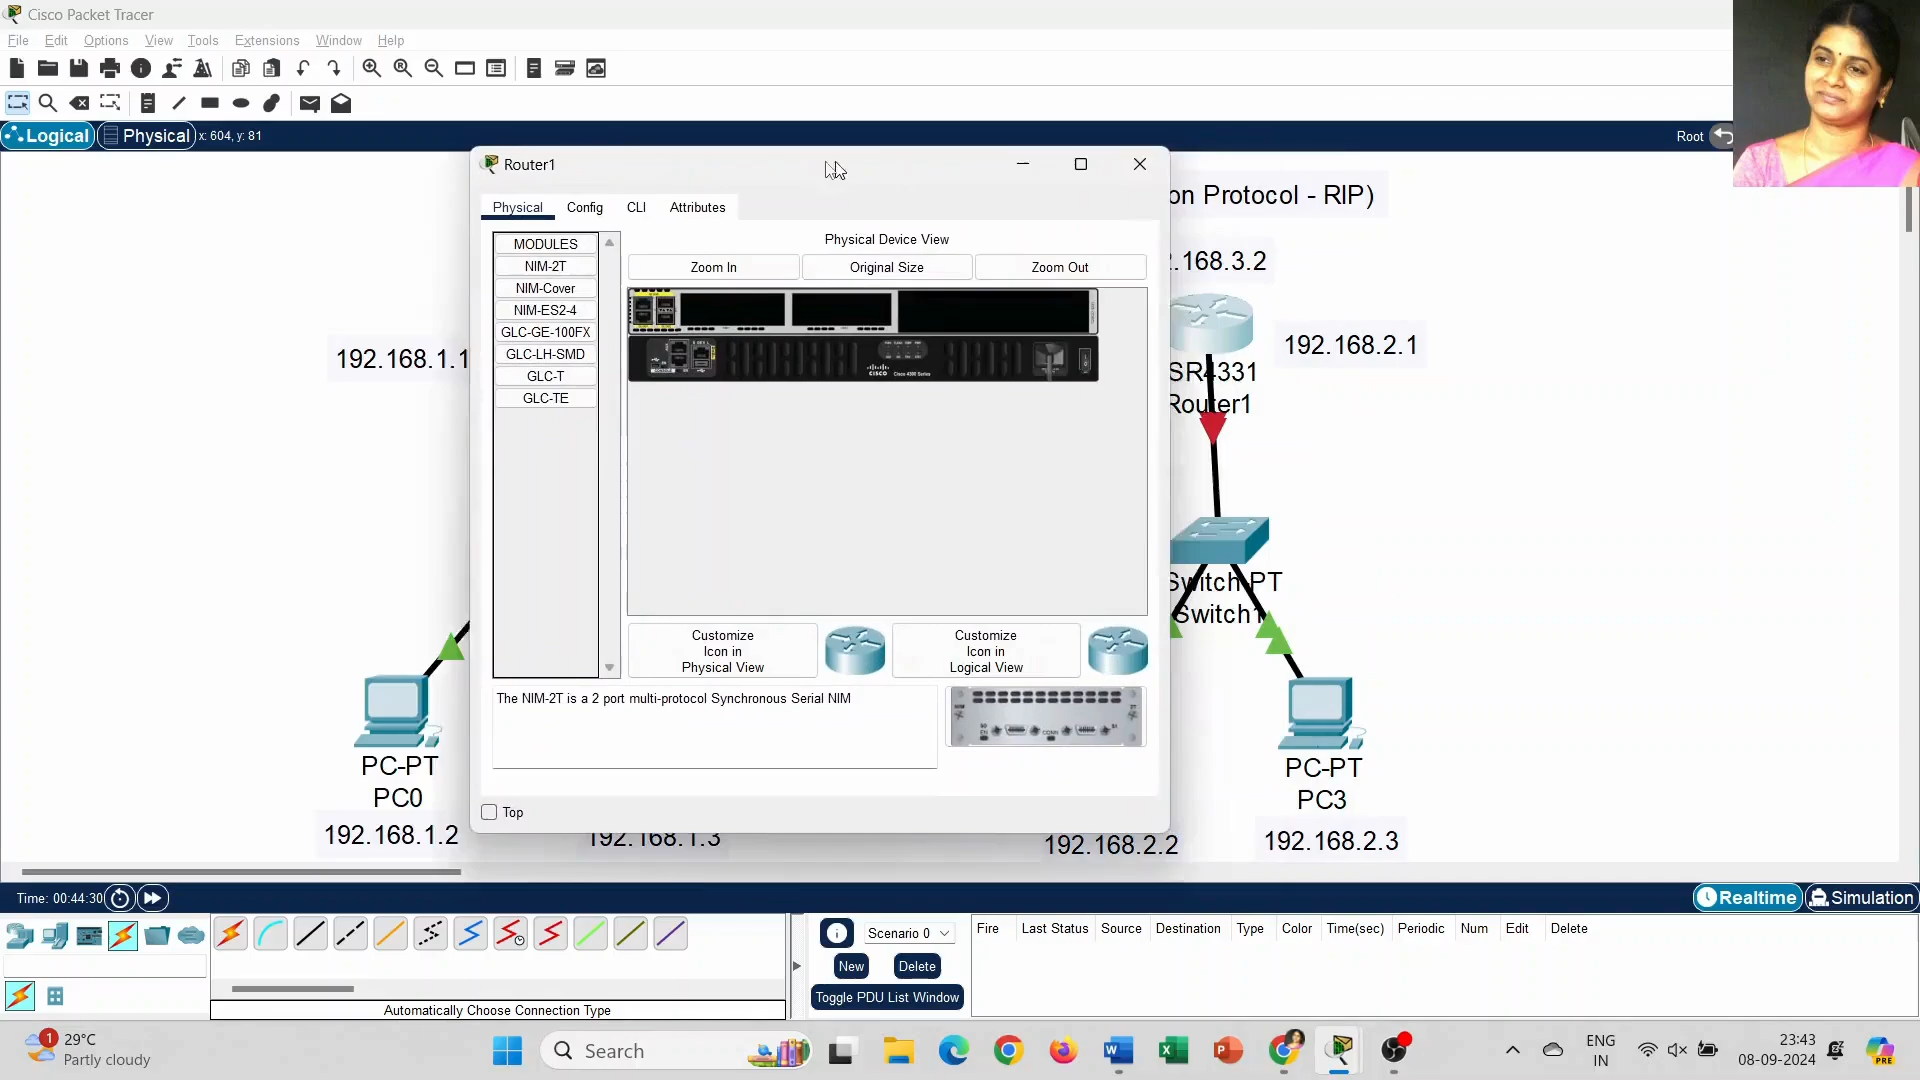 Cisco Packet Tracer
File Edit Options View Tools Extensions Window Help
Logical Physical x: 604, y: 81
Root
on Protocol - RIP)
Router1
Physical Config CLI Attributes
MODULES
NIM-2T
NIM-Cover
NIM-ES2-4
GLC-GE-100FX
GLC-LH-SMD
GLC-T
GLC-TE
Physical Device View
Zoom In Original Size Zoom Out
CISCO Cisco 4300 Series
Customize
Icon in
Physical View
Customize
Icon in
Logical View
The NIM-2T is a 2 port multi-protocol Synchronous Serial NIM
Top
192.168.1.1
.168.3.2
192.168.2.1
SR4331
Router1
Switch-PT
Switch1
PC-PT
PC0
192.168.1.2
192.168.1.3
192.168.2.2
PC-PT
PC3
192.168.2.3
Time: 00:44:30
Realtime Simulation
Automatically Choose Connection Type
Scenario 0
New Delete
Toggle PDU List Window
Fire Last Status Source Destination Type Color Time(sec) Periodic Num Edit Delete
1
29°C
Partly cloudy
Search
ENG
IN
23:43
08-09-2024
PRE